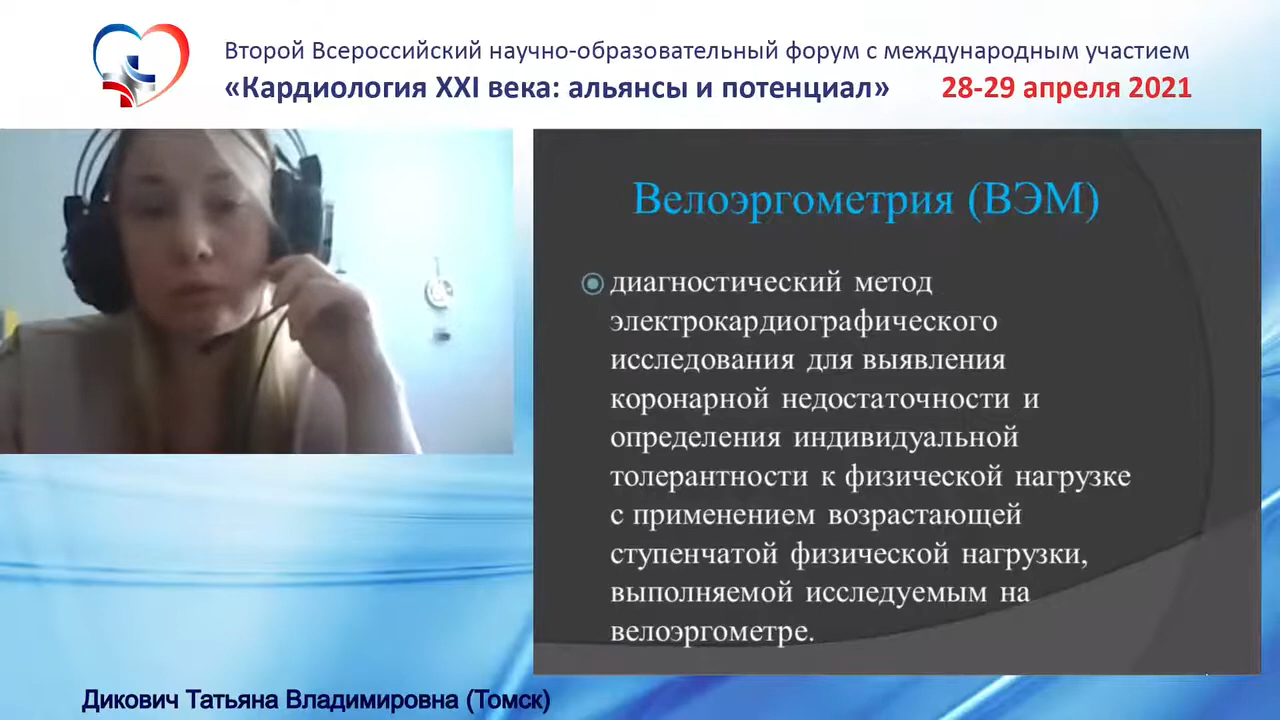 Второй Всероссийский научно-образовательный форум с международным участием
«Кардиология XXI века: альянсы и потенциал» 28-29 апреля 2021
Велоэргометрия (ВЭМ)
диагностический метод
электрокардиографического
исследования для выявления
коронарной недостаточности и
определения индивидуальной
толерантности к физической нагрузке
с применением возрастающей
ступенчатой физической нагрузки,
выполняемой исследуемым на
велоэргометре.
Дикович Татьяна Владимировна (Томск)